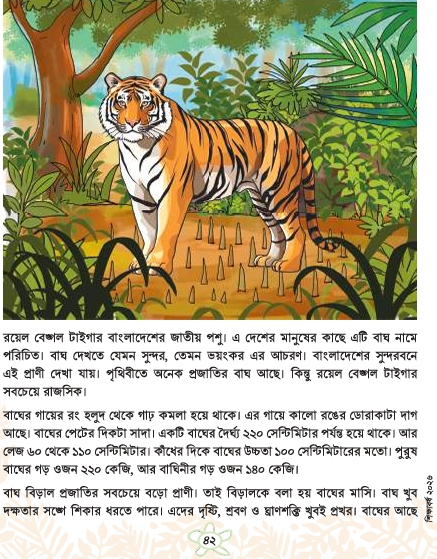 রয়েল বেঙ্গল টাইগার বাংলাদেশের জাতীয় পশু। এ দেশের মানুষের কাছে এটি বাঘ নামে
পরিচিত। বাঘ দেখতে যেমন সুন্দর, তেমন ভয়ংকর এর আচরণ। বাংলাদেশের সুন্দরবনে
এই প্রাণী দেখা যায়। পৃথিবীতে অনেক প্রজাতির বাঘ আছে। কিন্তু রয়েল বেঙ্গল টাইগার
সবচেয়ে রাজসিক।
বাঘের গায়ের রং হলুদ থেকে গাঢ় কমলা হয়ে থাকে। এর গায়ে কালো রঙের ডোরাকাটা দাগ
আছে। বাঘের পেটের দিকটা সাদা। একটি বাঘের দৈর্ঘ্য ২২০ সেন্টিমিটার পর্যন্ত হয়ে থাকে। আর
লেজ ৬০ থেকে ১১০ সেন্টিমিটার। কাঁধের দিকে বাঘের উচ্চতা ১০০ সেন্টিমিটারের মতো। পুরুষ
বাঘের গড় ওজন ২২০ কেজি, আর বাঘিনীর গড় ওজন ১৪০ কেজি।
বাঘ বিড়াল প্রজাতির সবচেয়ে বড়ো প্রাণী। তাই বিড়ালকে বলা হয় বাঘের মাসি। বাঘ খুব
দক্ষতার সঙ্গে শিকার ধরতে পারে। এদের দৃষ্টি, শ্রবণ ও ঘ্রাণশক্তি খুবই প্রখর। বাঘের আছে
৪২
শিক্ষাবর্ষ ২০২৬